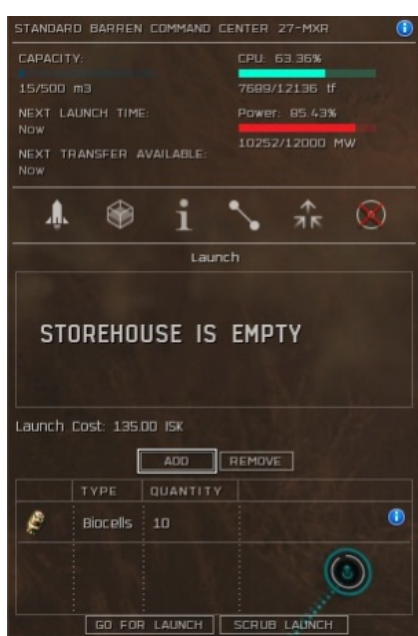 STANDARD BARREN COMMAND CENTER 27-MXR
CAPACITY:
15/500 m3
NEXT LAUNCH TIME:
Now
NEXT TRANSFER AVAILABLE:
Now
CPU: 63.36%
7689/12136 tf
Power: 85.43%
10252/12000 MW
Launch
STOREHOUSE IS EMPTY
Launch Cost: 135.00 ISK
ADD REMOVE
TYPE QUANTITY
Biocells 10
GO FOR LAUNCH SCRUB LAUNCH